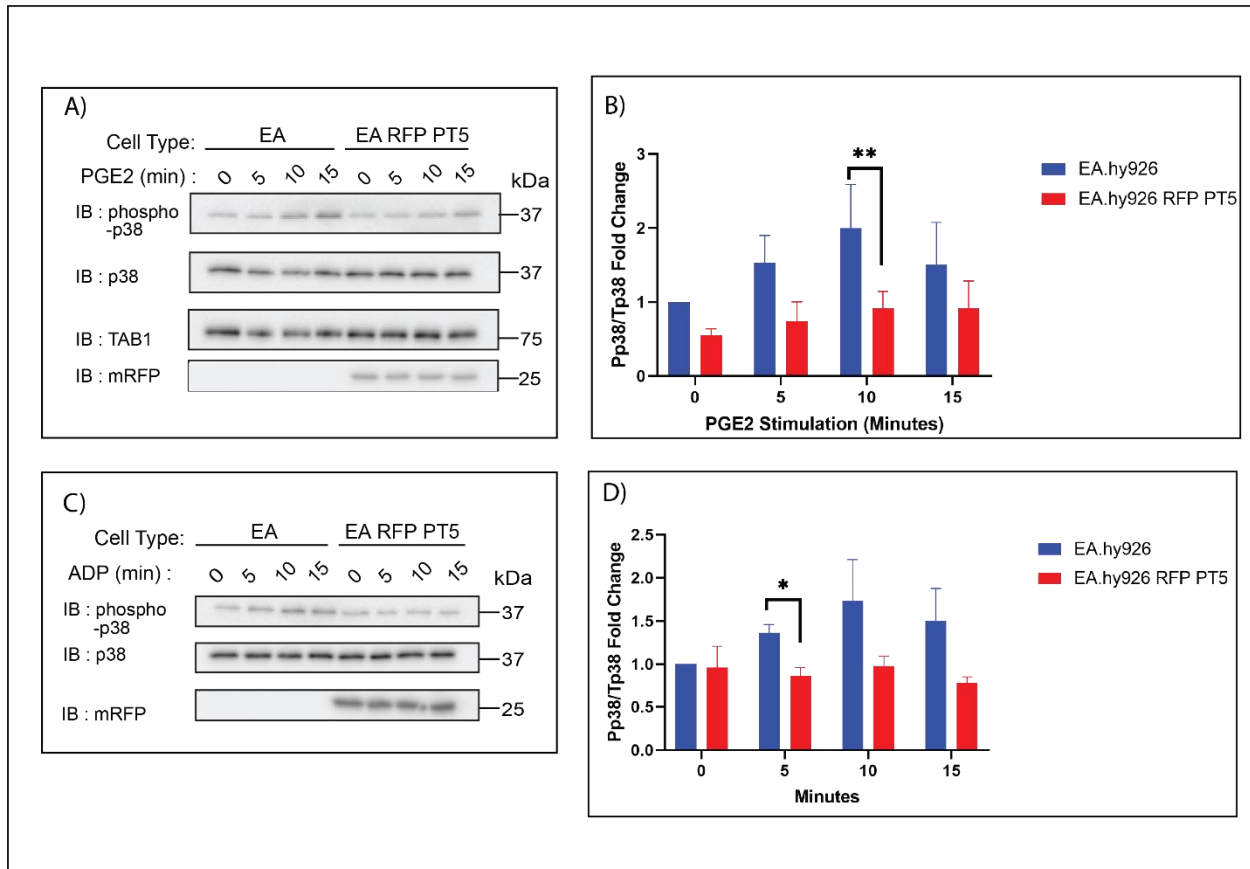 A)
Cell Type: EA EA RFP PT5
PGE2 (min) : 0 5 10 15 0 5 10 15 kDa
IB : phospho
-p38
37
IB : p38
37
IB : TAB1
75
IB : mRFP
25
B)
Pp38/Tp38 Fold Change
3
2
1
0
**
0 5 10 15
PGE2 Stimulation (Minutes)
EA.hy926
EA.hy926 RFP PT5
C)
Cell Type: EA EA RFP PT5
ADP (min) : 0 5 10 15 0 5 10 15 kDa
IB : phospho
-p38
37
IB : p38
37
IB : mRFP
25
D)
Pp38/Tp38 Fold Change
2.5
2.0
1.5
1.0
0.5
0.0
*
0 5 10 15
Minutes
EA.hy926
EA.hy926 RFP PT5